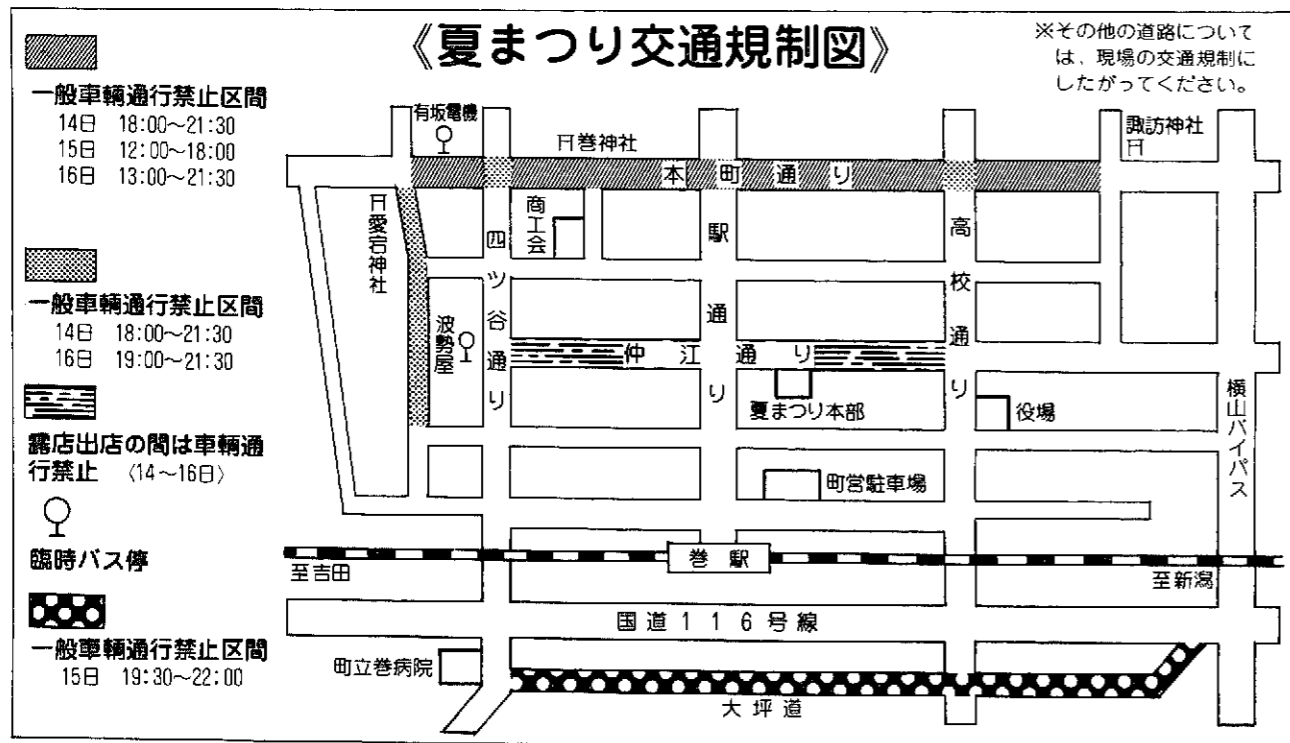 《夏まつり交通規制図》
※その他の道路について
は、現場の交通規制に
したがってください。
一般車輌通行禁止区間
14日 18:00～21:30
15日 12:00～18:00
16日 13:00～21:30
一般車輌通行禁止区間
14日 18:00～21:30
16日 19:00～21:30
露店出店の間は車輌通
行禁止 〈14～16日〉
臨時バス停
一般車輌通行禁止区間
15日 19:30～22:00
有坂電機
巻神社
諏訪神社
本町通り
愛宕神社
商工会
四ツ谷通り
駅通り
高校通り
波勢屋
仲江通り
夏まつり本部
役場
横山バイパス
町営駐車場
巻駅
至吉田
至新潟
国道116号線
町立巻病院
大坪道